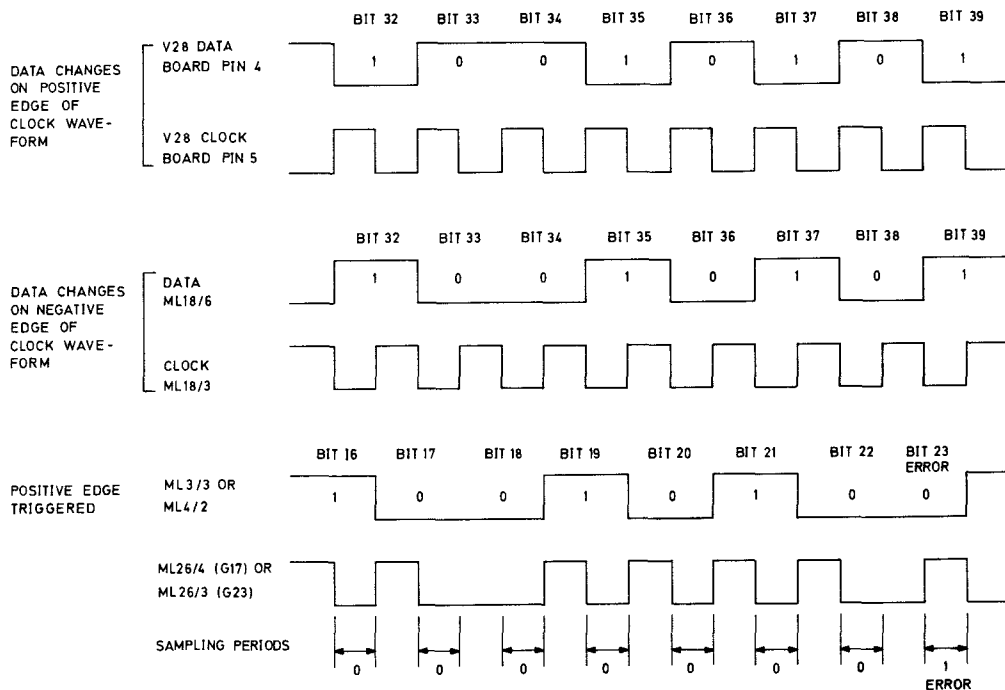 BIT 32 BIT 33 BIT 34 BIT 35 BIT 36 BIT 37 BIT 38 BIT 39
DATA CHANGES
ON POSITIVE
EDGE OF
CLOCK WAVE-
FORM
V28 DATA
BOARD PIN 4
1 0 0 1 0 1 0 1
V28 CLOCK
BOARD PIN 5
BIT 32 BIT 33 BIT 34 BIT 35 BIT 36 BIT 37 BIT 38 BIT 39
DATA CHANGES
ON NEGATIVE
EDGE OF
CLOCK WAVE-
FORM
DATA
ML18/6
1 0 0 1 0 1 0 1
CLOCK
ML18/3
BIT 16 BIT 17 BIT 18 BIT 19 BIT 20 BIT 21 BIT 22 BIT 23
ERROR
POSITIVE EDGE
TRIGGERED
ML3/3 OR
ML4/2
1 0 0 1 0 1 0 0
ML26/4 (G17) OR
ML26/3 (G23)
SAMPLING PERIODS
0 0 0 0 0 0 0 1
ERROR